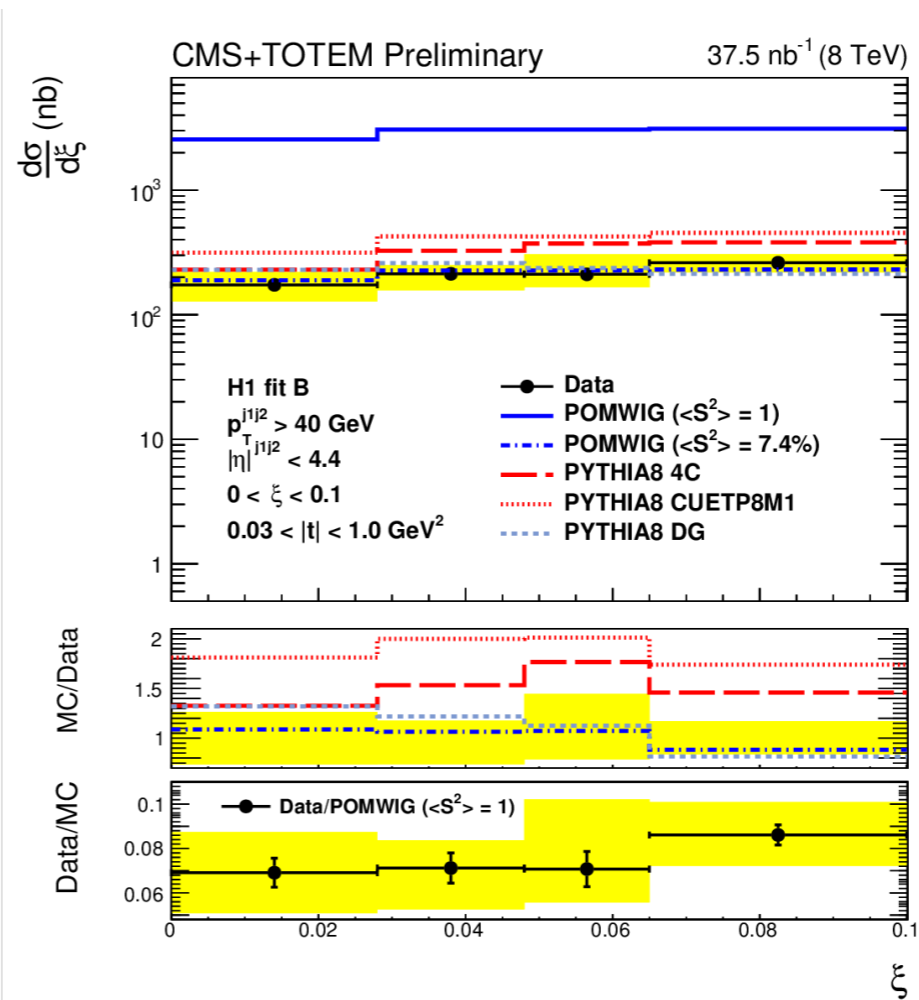 CMS+TOTEM Preliminary 37.5 nb⁻¹ (8 TeV)
dσ/dξ (nb)
10³
10²
10
1
H1 fit B
p_T^j1j2 > 40 GeV
|η|^j1j2 < 4.4
0 < ξ < 0.1
0.03 < |t| < 1.0 GeV²
Data
POMWIG (<S²> = 1)
POMWIG (<S²> = 7.4%)
PYTHIA8 4C
PYTHIA8 CUETP8M1
PYTHIA8 DG
MC/Data
2
1.5
1
Data/MC
Data/POMWIG (<S²> = 1)
0.1
0.08
0.06
0 0.02 0.04 0.06 0.08 0.1
ξ